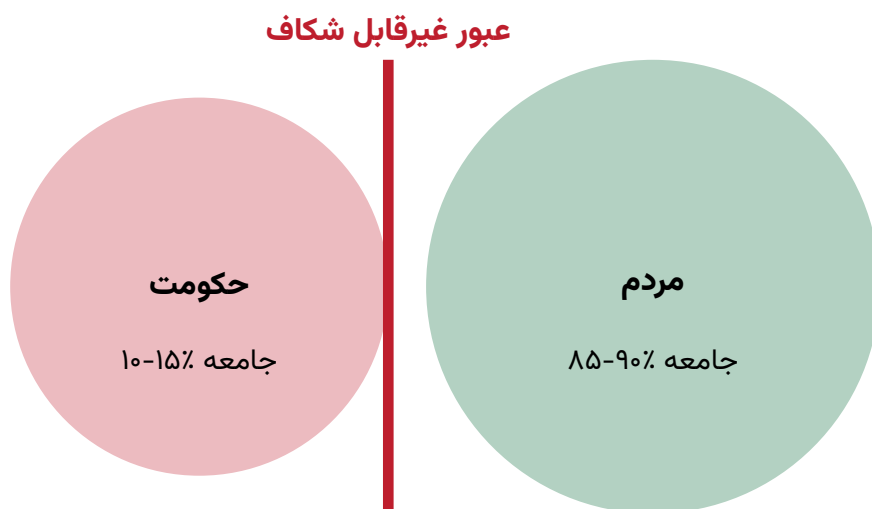 عبور غیرقابل شکاف
مردم
جامعه ۸۵-۹۰٪
حکومت
جامعه ۱۰-۱۵٪